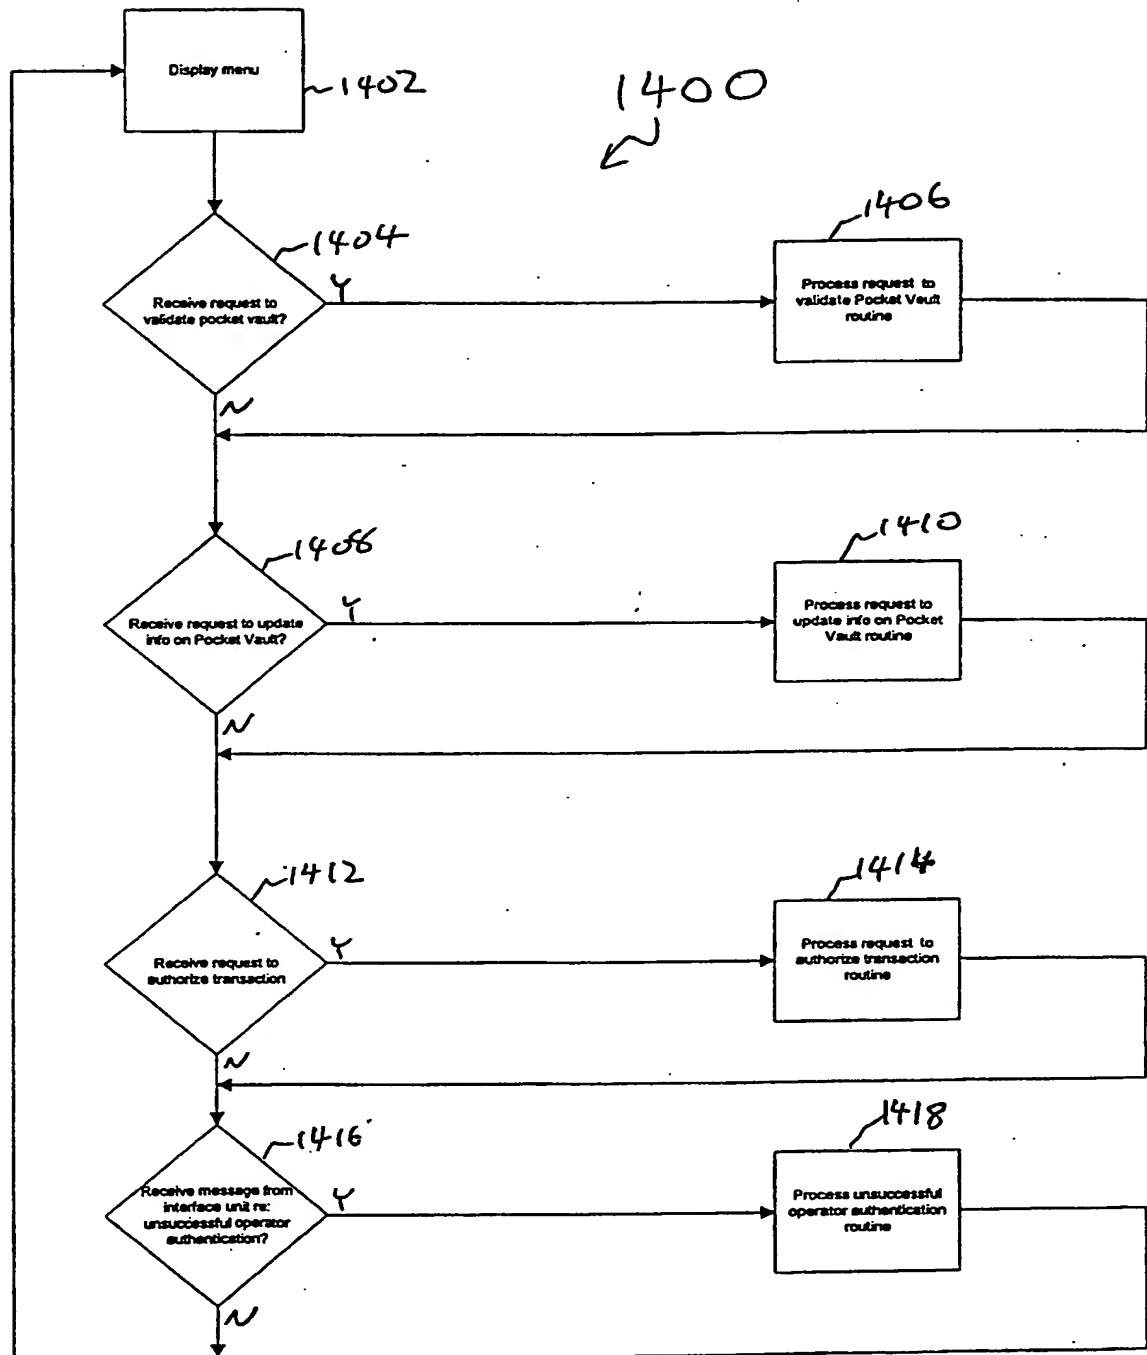 Display menu
1402
1400
1404
1406
Receive request to
validate pocket vault?
Y
Process request to
validate Pocket Vault
routine
N
1408
1410
Receive request to update
info on Pocket Vault?
Y
Process request to
update info on Pocket
Vault routine
N
1412
1414
Receive request to
authorize transaction
Y
Process request to
authorize transaction
routine
N
1416
1418
Receive message from
interface unit re:
unsuccessful operator
authentication?
Y
Process unsuccessful
operator authentication
routine
N